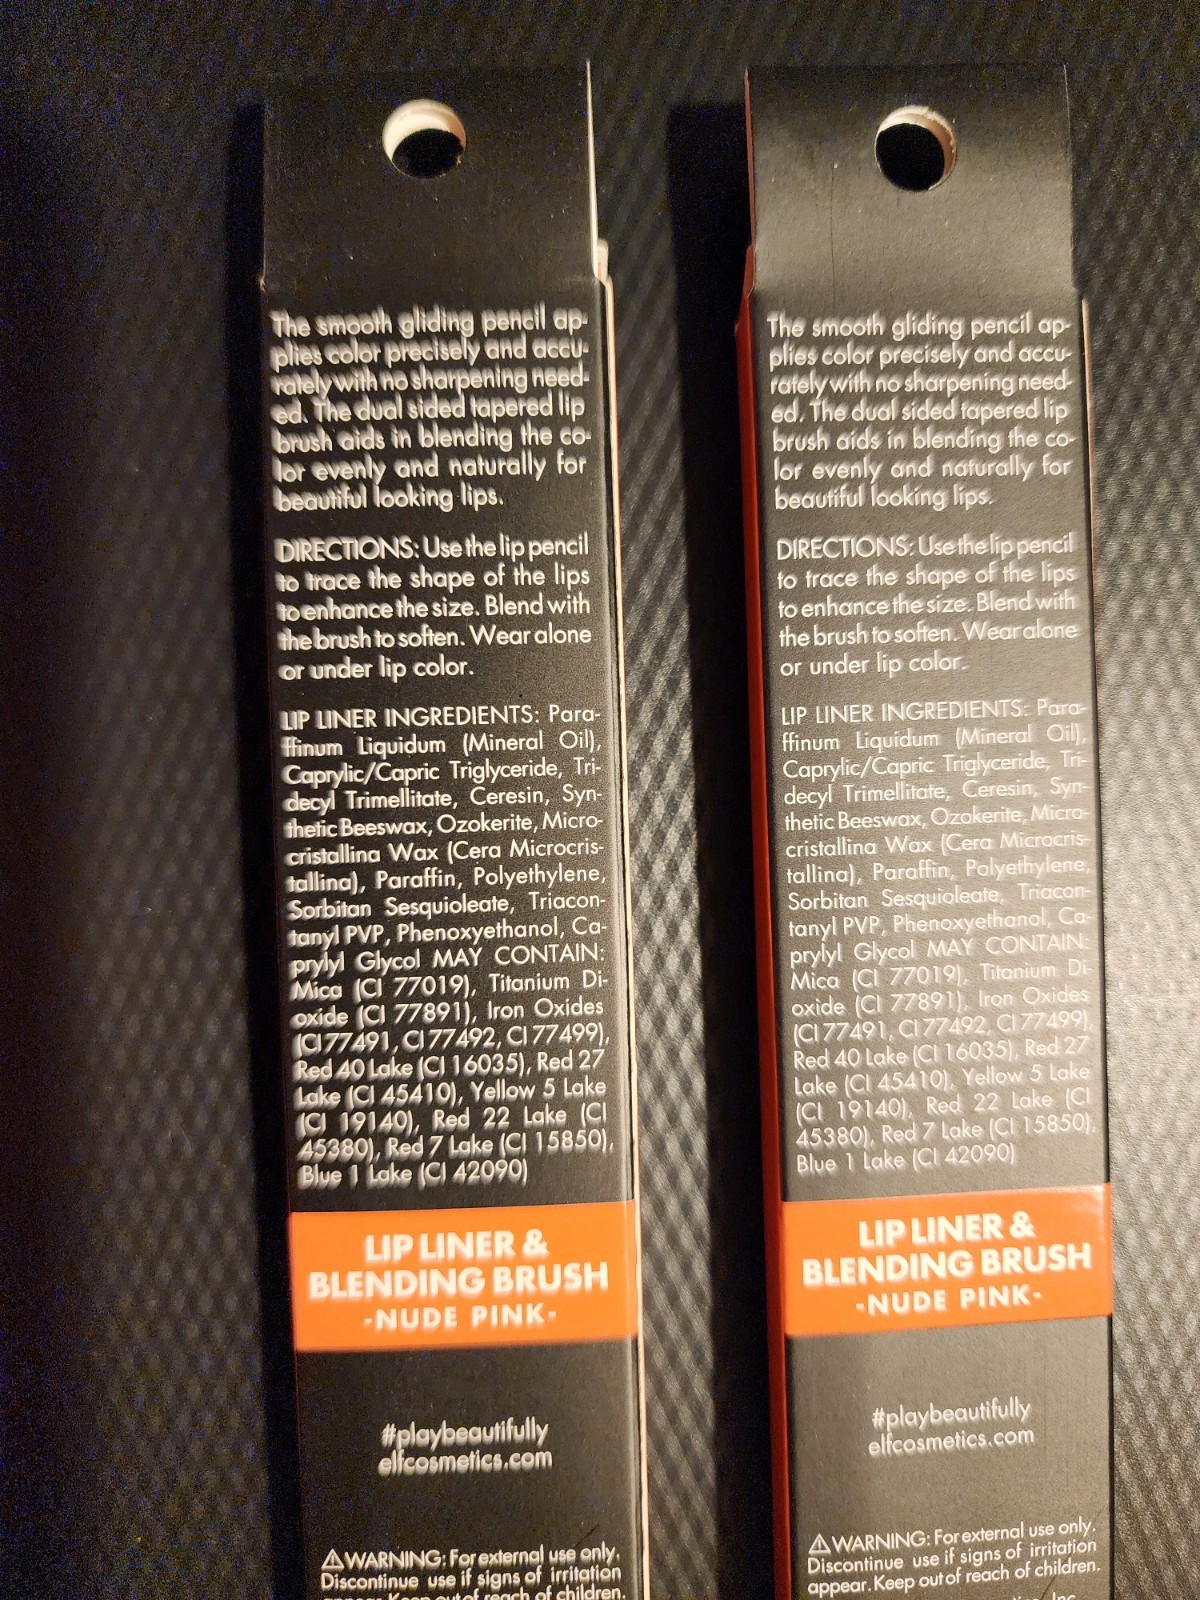 The smooth gliding pencil ap-
plies color precisely and accu-
rately with no sharpening need-
ed. The dual sided tapered lip
brush aids in blending the co-
lor evenly and naturally for
beautiful looking lips.
DIRECTIONS: Use the lip pencil
to trace the shape of the lips
to enhance the size. Blend with
the brush to soften. Wear alone
or under lip color.
LIP LINER INGREDIENTS: Para-
ffinum Liquidum (Mineral Oil),
Caprylic/Capric Triglyceride, Tri-
decyl Trimellitate, Ceresin, Syn-
thetic Beeswax, Ozokerite, Micro-
cristallina Wax (Cera Microcris-
tallina), Paraffin, Polyethylene,
Sorbitan Sesquioleate, Triacon-
tanyl PVP, Phenoxyethanol, Ca-
prylyl Glycol MAY CONTAIN:
Mica (CI 77019), Titanium Di-
oxide (CI 77891), Iron Oxides
(CI 77491, CI 77492, CI 77499),
Red 40 Lake (CI 16035), Red 27
Lake (CI 45410), Yellow 5 Lake
(CI 19140), Red 22 Lake (CI
45380), Red 7 Lake (CI 15850),
Blue 1 Lake (CI 42090)
LIP LINER &
BLENDING BRUSH
-NUDE PINK-
#playbeautifully
elfcosmetics.com
⚠WARNING: For external use only.
Discontinue use if signs of irritation
appear. Keep out of reach of children.
The smooth gliding pencil ap-
plies color precisely and accu-
rately with no sharpening need-
ed. The dual sided tapered lip
brush aids in blending the co-
lor evenly and naturally for
beautiful looking lips.
DIRECTIONS: Use the lip pencil
to trace the shape of the lips
to enhance the size. Blend with
the brush to soften. Wear alone
or under lip color.
LIP LINER INGREDIENTS: Para-
ffinum Liquidum (Mineral Oil),
Caprylic/Capric Triglyceride, Tri-
decyl Trimellitate, Ceresin, Syn-
thetic Beeswax, Ozokerite, Micro-
cristallina Wax (Cera Microcris-
tallina), Paraffin, Polyethylene,
Sorbitan Sesquioleate, Triacon-
tanyl PVP, Phenoxyethanol, Ca-
prylyl Glycol MAY CONTAIN:
Mica (CI 77019), Titanium Di-
oxide (CI 77891), Iron Oxides
(CI 77491, CI 77492, CI 77499),
Red 40 Lake (CI 16035), Red 27
Lake (CI 45410), Yellow 5 Lake
(CI 19140), Red 22 Lake (CI
45380), Red 7 Lake (CI 15850),
Blue 1 Lake (CI 42090)
LIP LINER &
BLENDING BRUSH
-NUDE PINK-
#playbeautifully
elfcosmetics.com
⚠WARNING: For external use only.
Discontinue use if signs of irritation
appear. Keep out of reach of children.